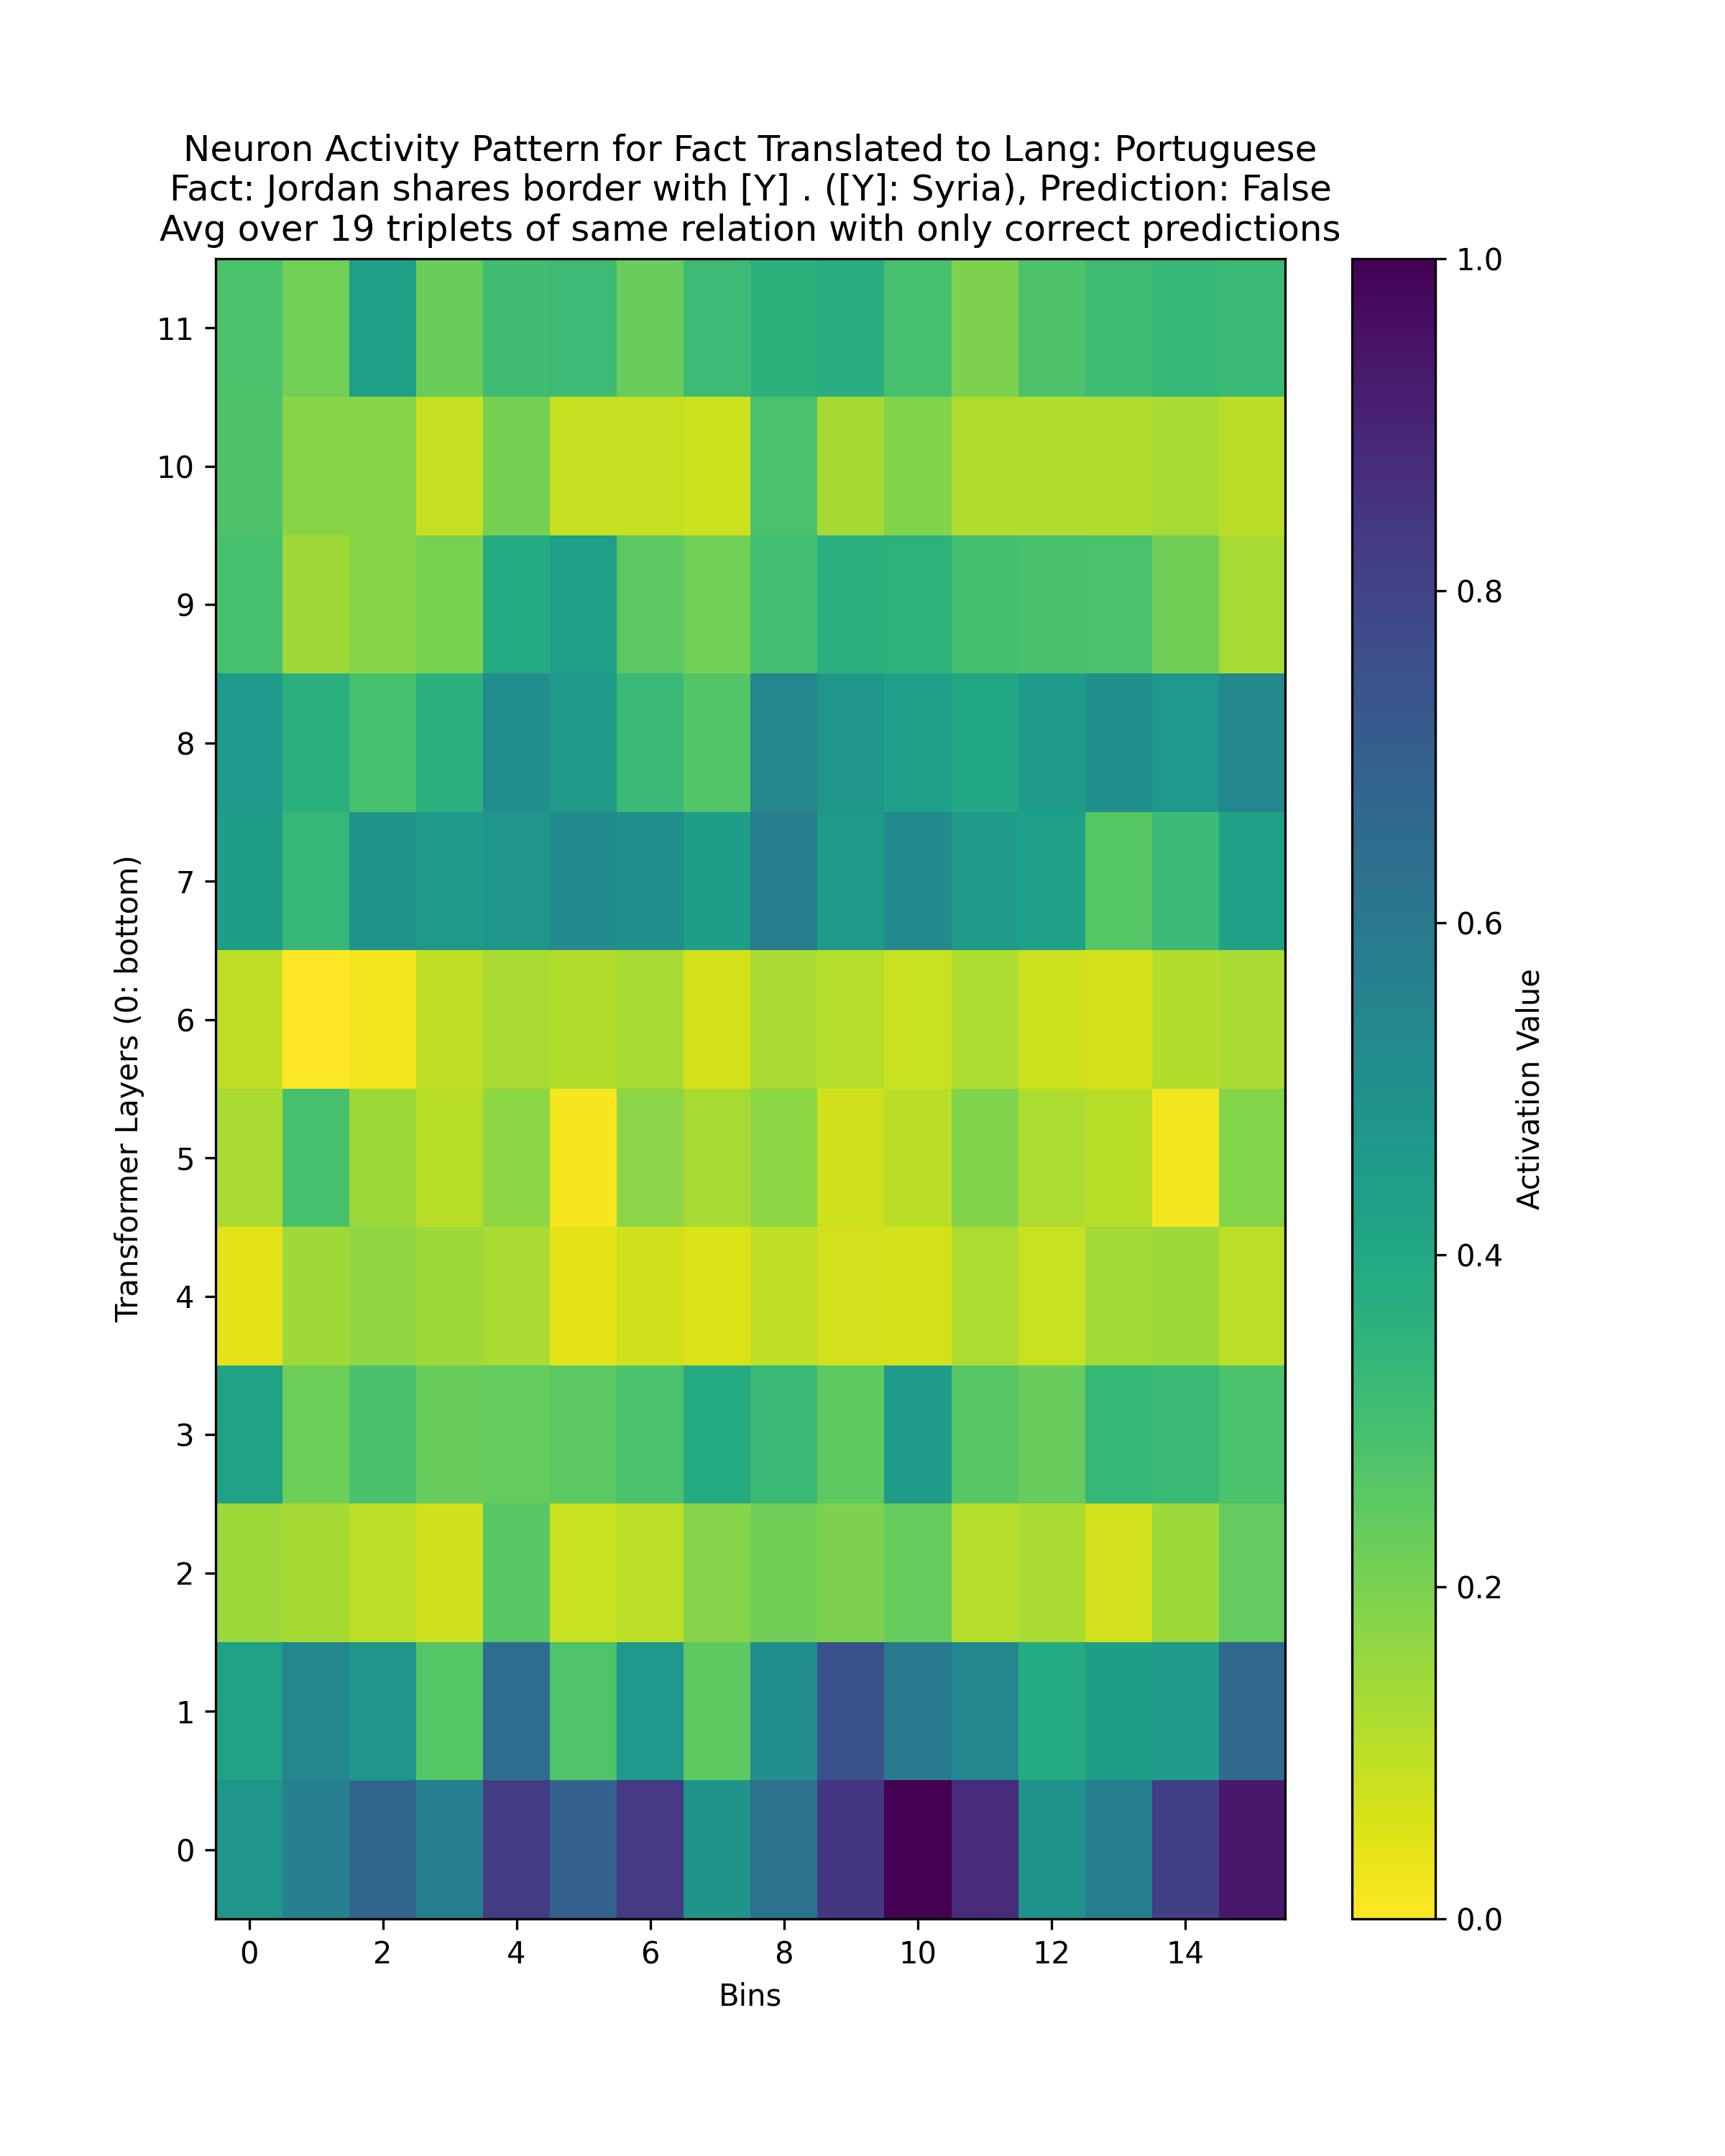 Neuron Activity Pattern for Fact Translated to Lang: Portuguese
Fact: Jordan shares border with [Y] . ([Y]: Syria), Prediction: False
Avg over 19 triplets of same relation with only correct predictions
Transformer Layers (0: bottom)
11
10
9
8
7
6
5
4
3
2
1
0
0 2 4 6 8 10 12 14
Bins
1.0
0.8
0.6
0.4
0.2
0.0
Activation Value